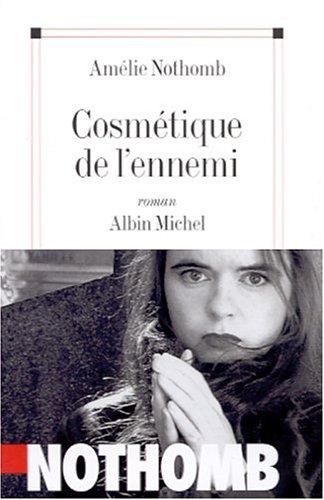 Amélie Nothomb
Cosmétique
de l'ennemi
roman
Albin Michel
NOTHOMB